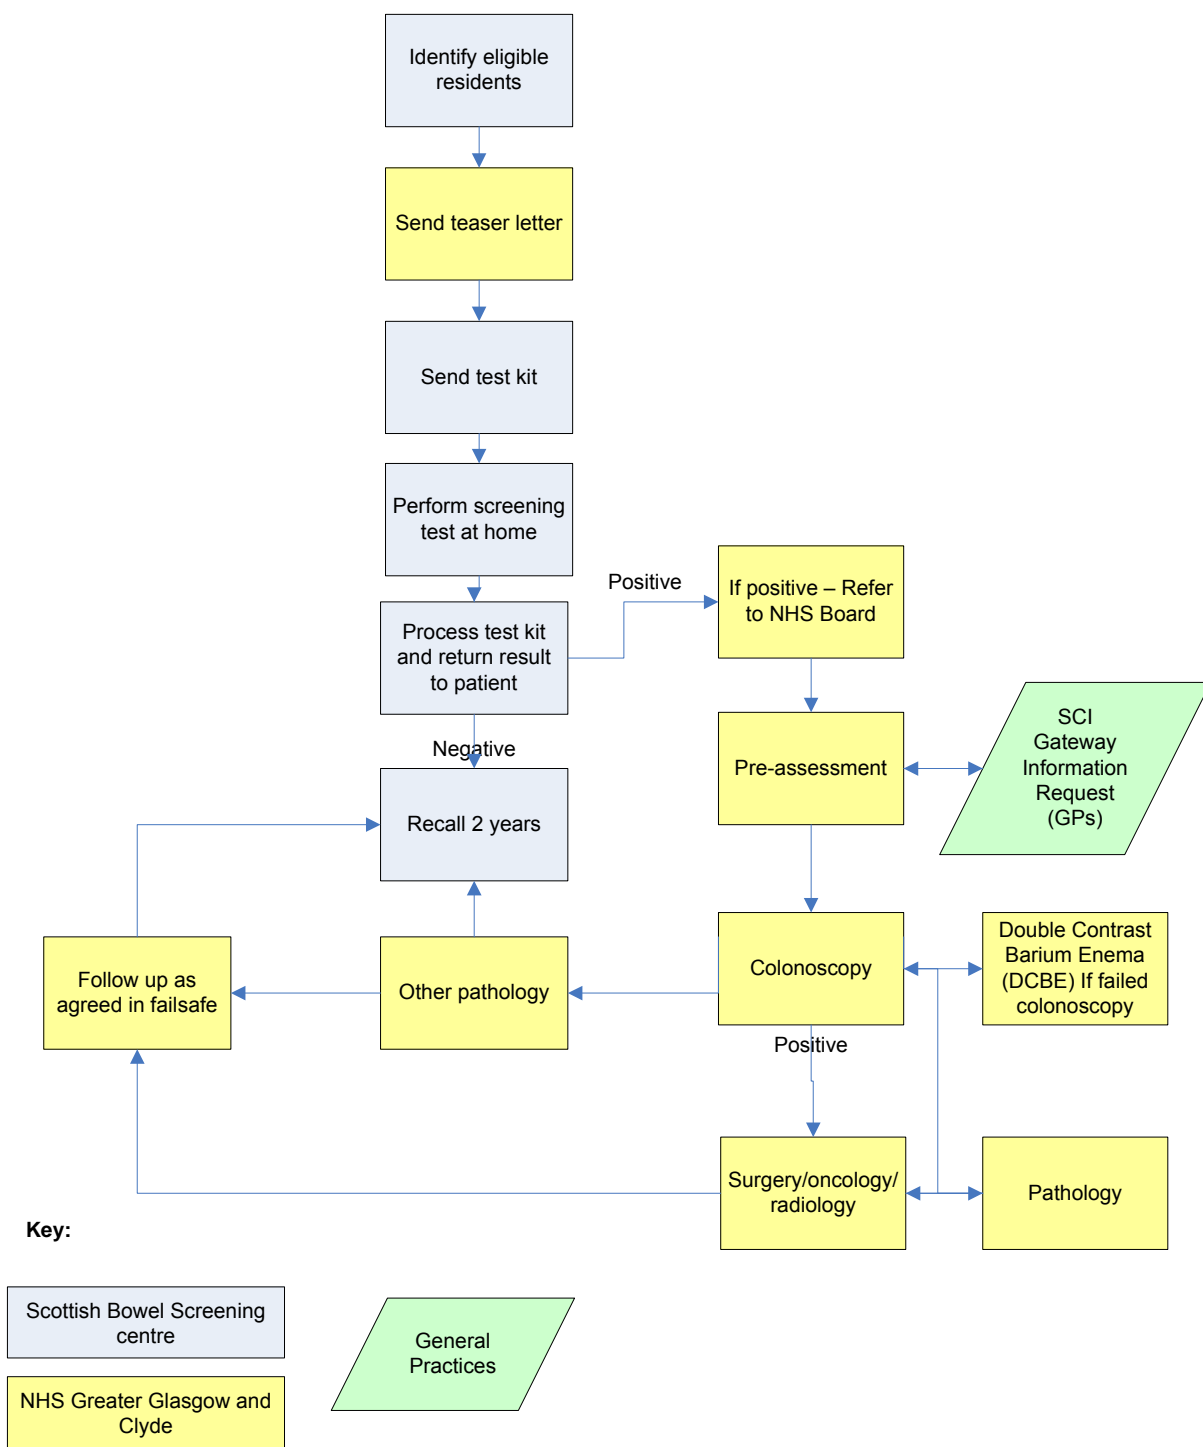 Identify eligible
residents
Send teaser letter
Send test kit
Perform screening
test at home
Positive
If positive – Refer
to NHS Board
Process test kit
and return result
to patient
Negative
SCI
Gateway
Information
Request
(GPs)
Pre-assessment
Recall 2 years
Follow up as
agreed in failsafe
Other pathology
Colonoscopy
Double Contrast
Barium Enema
(DCBE) If failed
colonoscopy
Positive
Surgery/oncology/
radiology
Pathology
Key:
Scottish Bowel Screening
centre
General
Practices
NHS Greater Glasgow and
Clyde